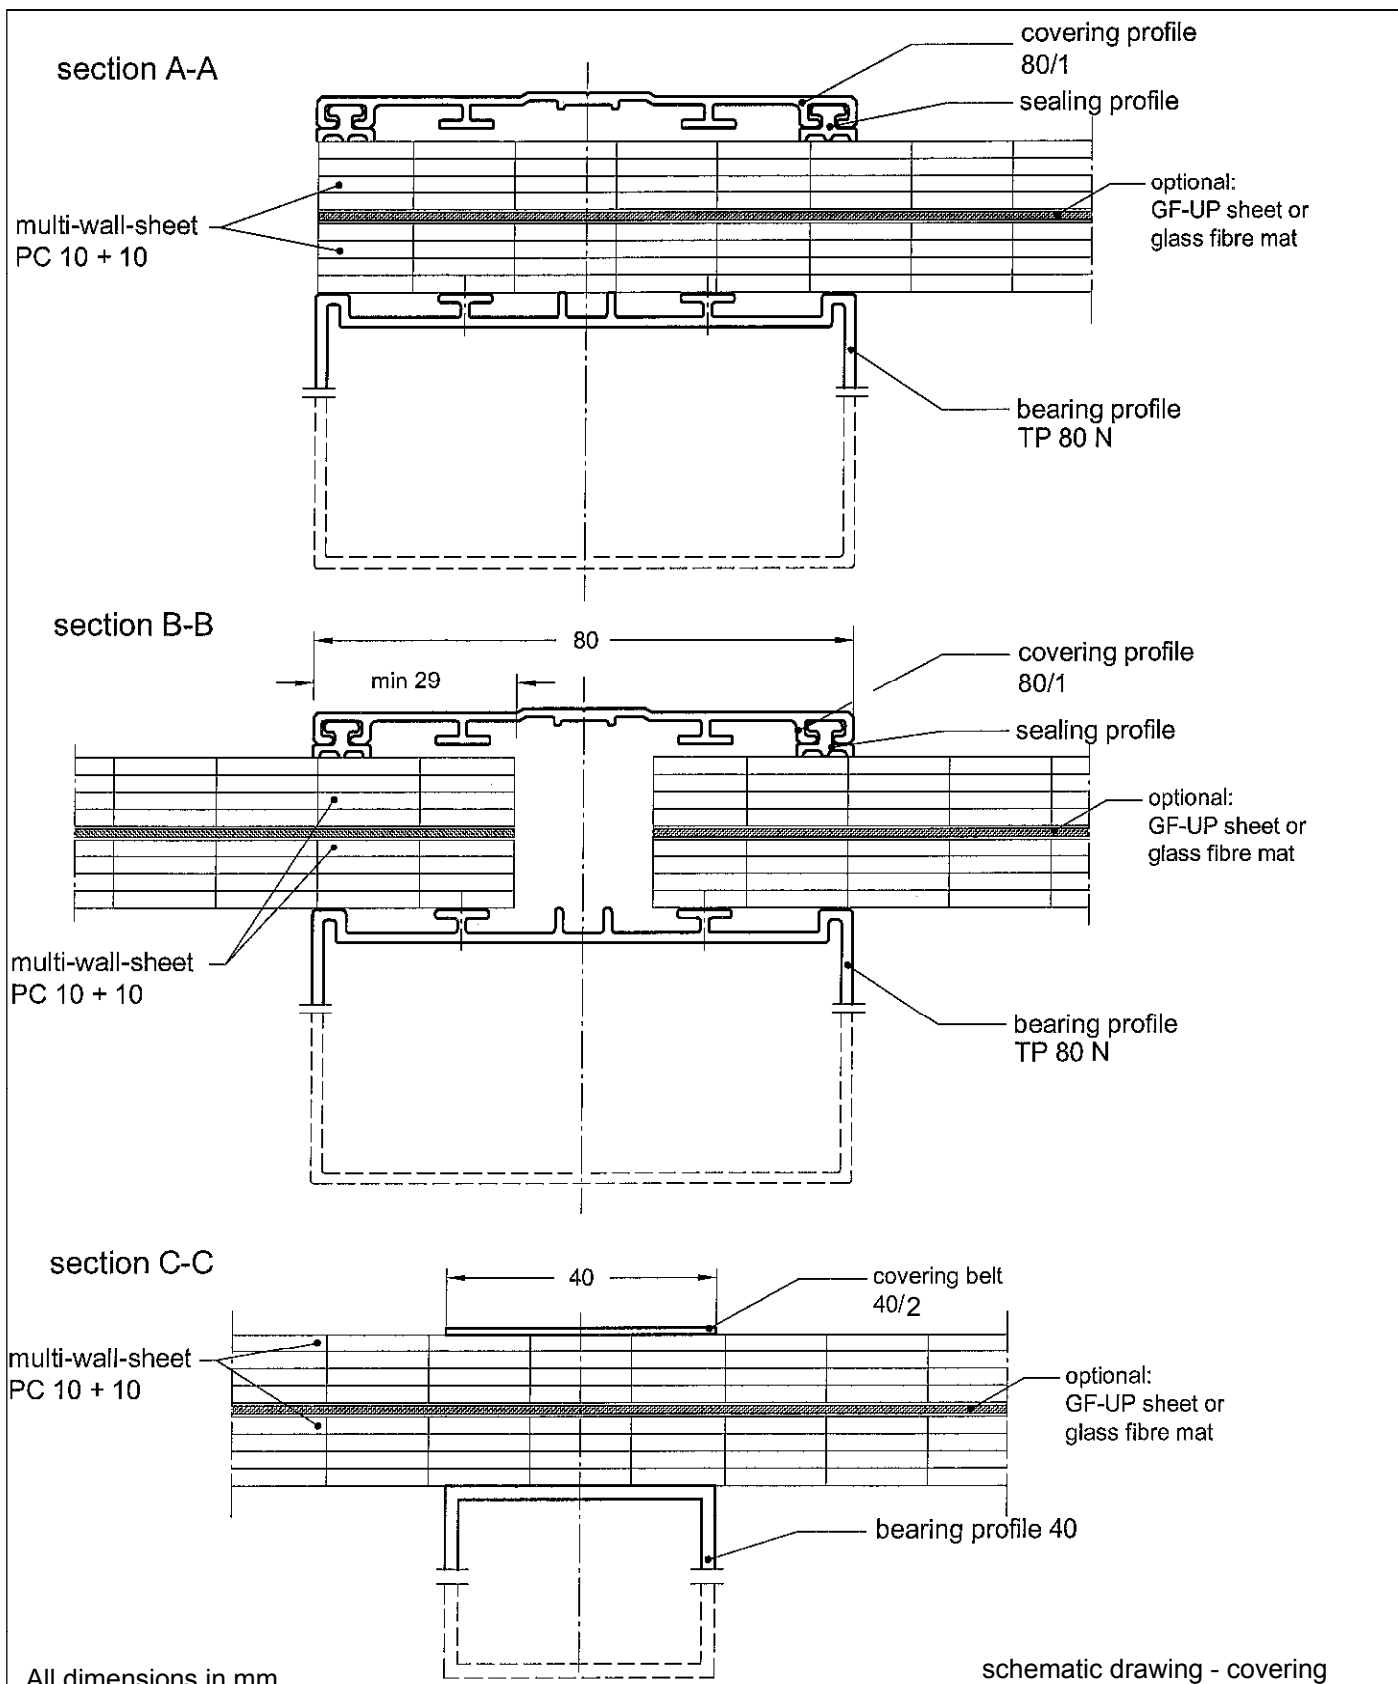 section A-A
covering profile
80/1
sealing profile
optional:
GF-UP sheet or
glass fibre mat
multi-wall-sheet
PC 10 + 10
bearing profile
TP 80 N
section B-B
80
min 29
covering profile
80/1
sealing profile
optional:
GF-UP sheet or
glass fibre mat
multi-wall-sheet
PC 10 + 10
bearing profile
TP 80 N
section C-C
40
covering belt
40/2
multi-wall-sheet
PC 10 + 10
optional:
GF-UP sheet or
glass fibre mat
bearing profile 40
All dimensions in mm
schematic drawing - covering